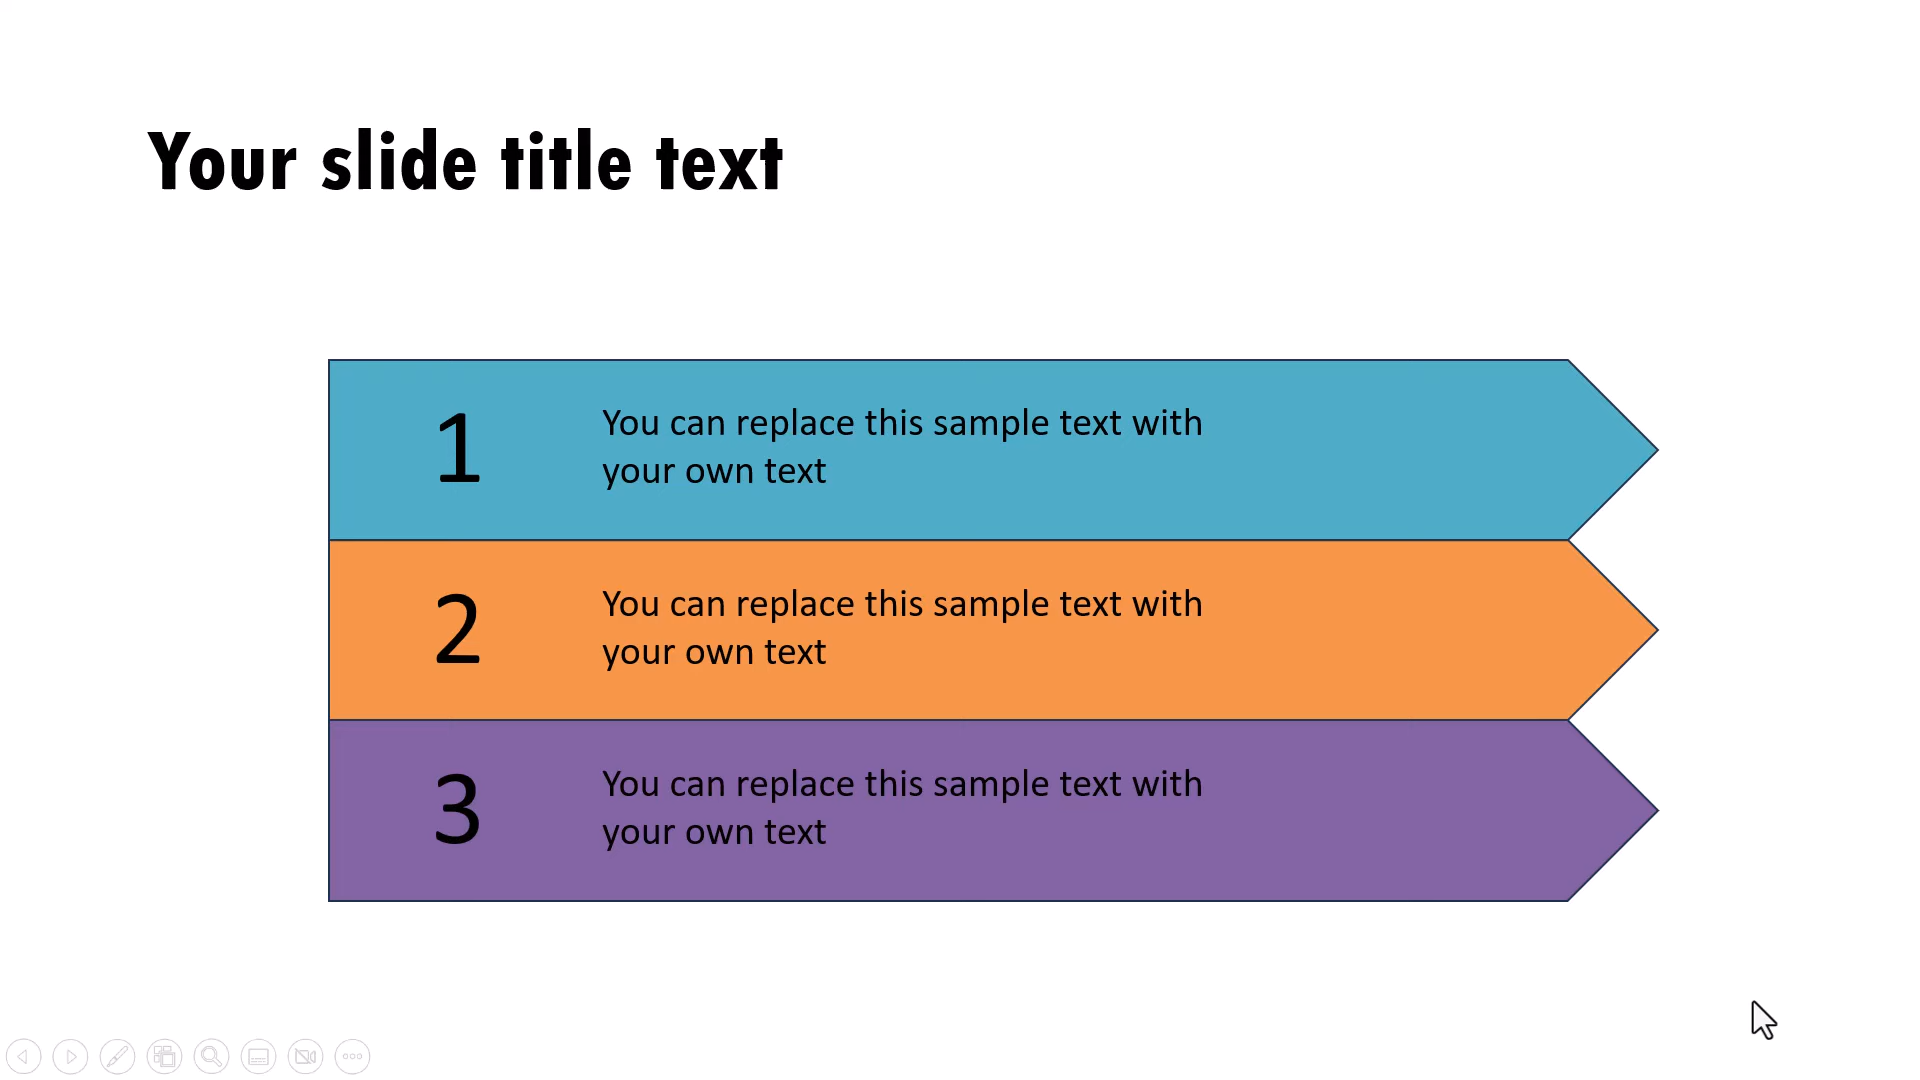 Your slide title text
1
You can replace this sample text with
your own text
2
You can replace this sample text with
your own text
3
You can replace this sample text with
your own text